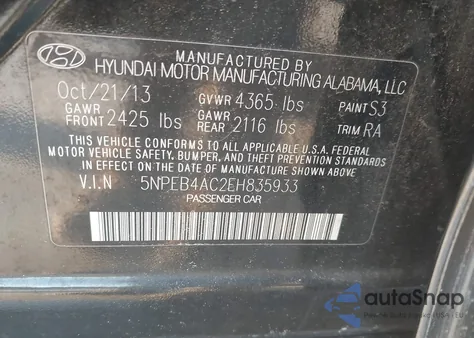 MANUFACTURED BY
HYUNDAI MOTOR MANUFACTURING ALABAMA, LLC
Oct/21/13 GVWR 4365 lbs PAINT S3
GAWR FRONT 2425 lbs GAWR REAR 2116 lbs TRIM RA
THIS VEHICLE CONFORMS TO ALL APPLICABLE U.S.A FEDERAL
MOTOR VEHICLE SAFETY, BUMPER, AND THEFT PREVENTION STANDARDS
IN EFFECT ON THE DATE OF MANUFACTURE SHOWN ABOVE.
V.I.N 5NPEB4AC2EH835933
PASSENGER CAR
autoSnap